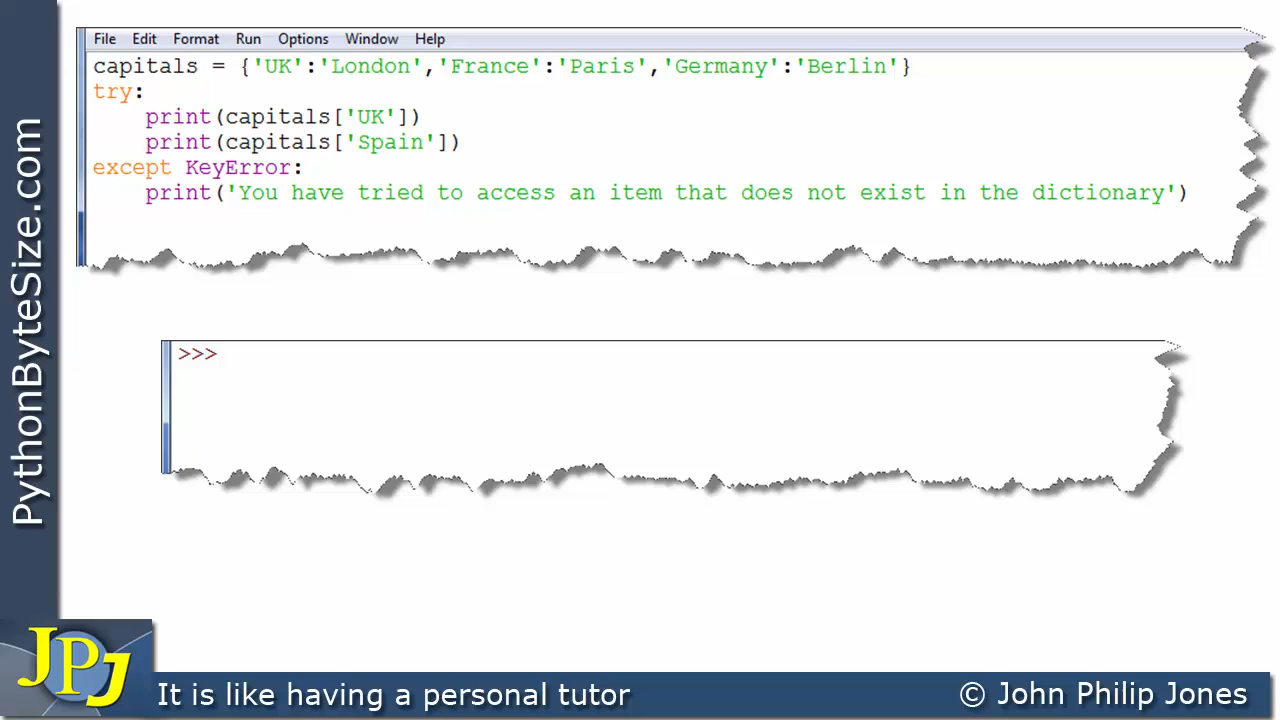 PythonByteSize.com
File Edit Format Run Options Window Help
capitals = {'UK':'London','France':'Paris','Germany':'Berlin'}
try:
    print(capitals['UK'])
    print(capitals['Spain'])
except KeyError:
    print('You have tried to access an item that does not exist in the dictionary')
>>>
JPJ
It is like having a personal tutor
© John Philip Jones